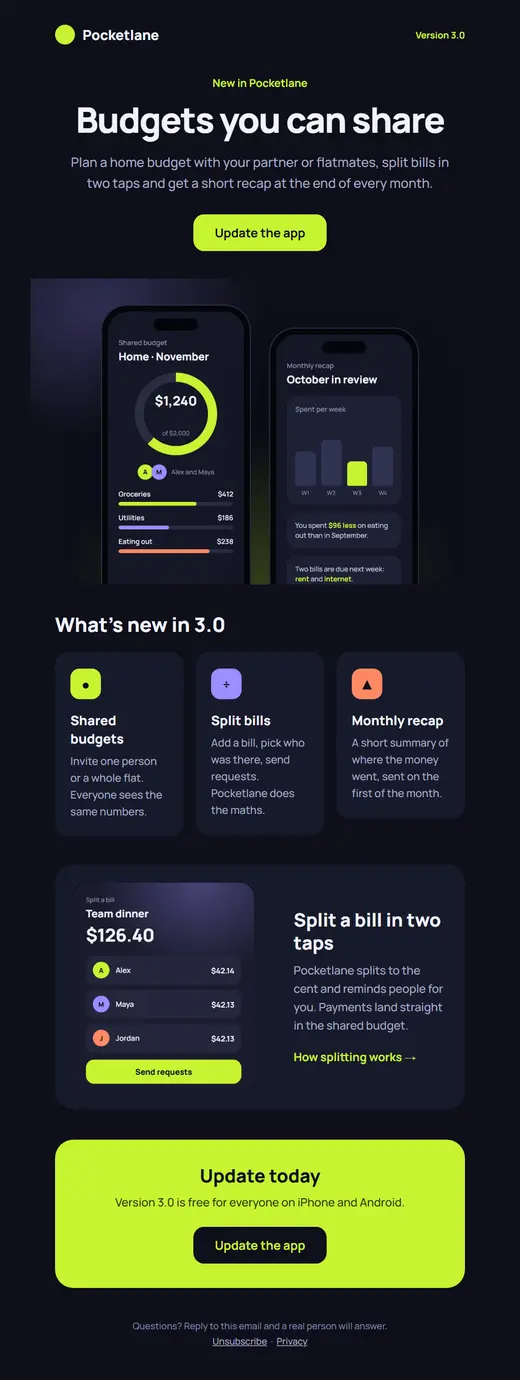 Pocketlane
Version 3.0
New in Pocketlane
Budgets you can share
Plan a home budget with your partner or flatmates, split bills in
two taps and get a short recap at the end of every month.
Update the app
Shared budget
Home · November
$1,240
of $2,000
A
M
Alex and Maya
Groceries
$412
Utilities
$186
Eating out
$238
Monthly recap
October in review
Spent per week
W1
W2
W3
W4
You spent $96 less on eating
out than in September.
Two bills are due next week:
rent and internet.
What's new in 3.0
Shared
budgets
Invite one person
or a whole flat.
Everyone sees the
same numbers.
÷
Split bills
Add a bill, pick who
was there, send
requests.
Pocketlane does
the maths.
Monthly recap
A short summary of
where the money
went, sent on the
first of the month.
Split a bill
Team dinner
$126.40
A
Alex
$42.14
M
Maya
$42.13
J
Jordan
$42.13
Send requests
Split a bill in two
taps
Pocketlane splits to the
cent and reminds people for
you. Payments land straight
in the shared budget.
How splitting works →
Update today
Version 3.0 is free for everyone on iPhone and Android.
Update the app
Questions? Reply to this email and a real person will answer.
Unsubscribe · Privacy